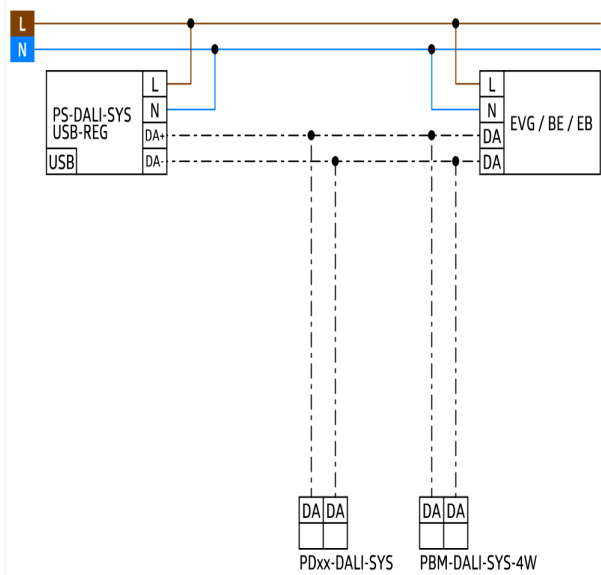 L
N
PS-DALI-SYS
USB-REG
USB
L
N
DA+
DA-
L
N
DA
DA
EVG / BE / EB
DA DA
DA DA
PDxx-DALI-SYS
PBM-DALI-SYS-4W